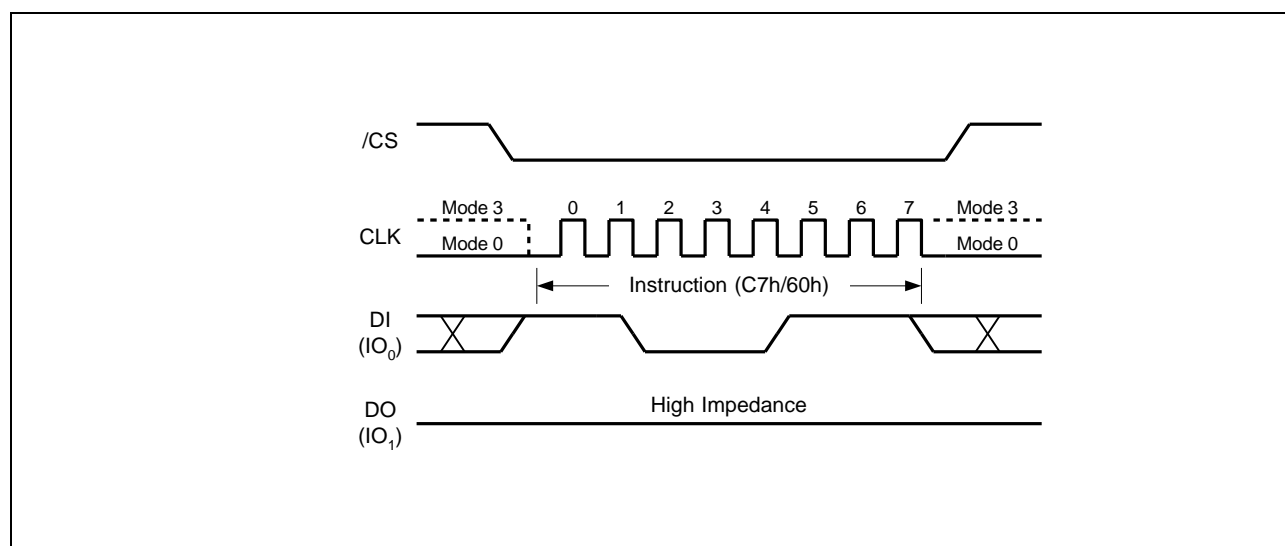 /CS
Mode 3 0 1 2 3 4 5 6 7 Mode 3
CLK
Mode 0 Mode 0
Instruction (C7h/60h)
DI
(IO0)
High Impedance
DO
(IO1)